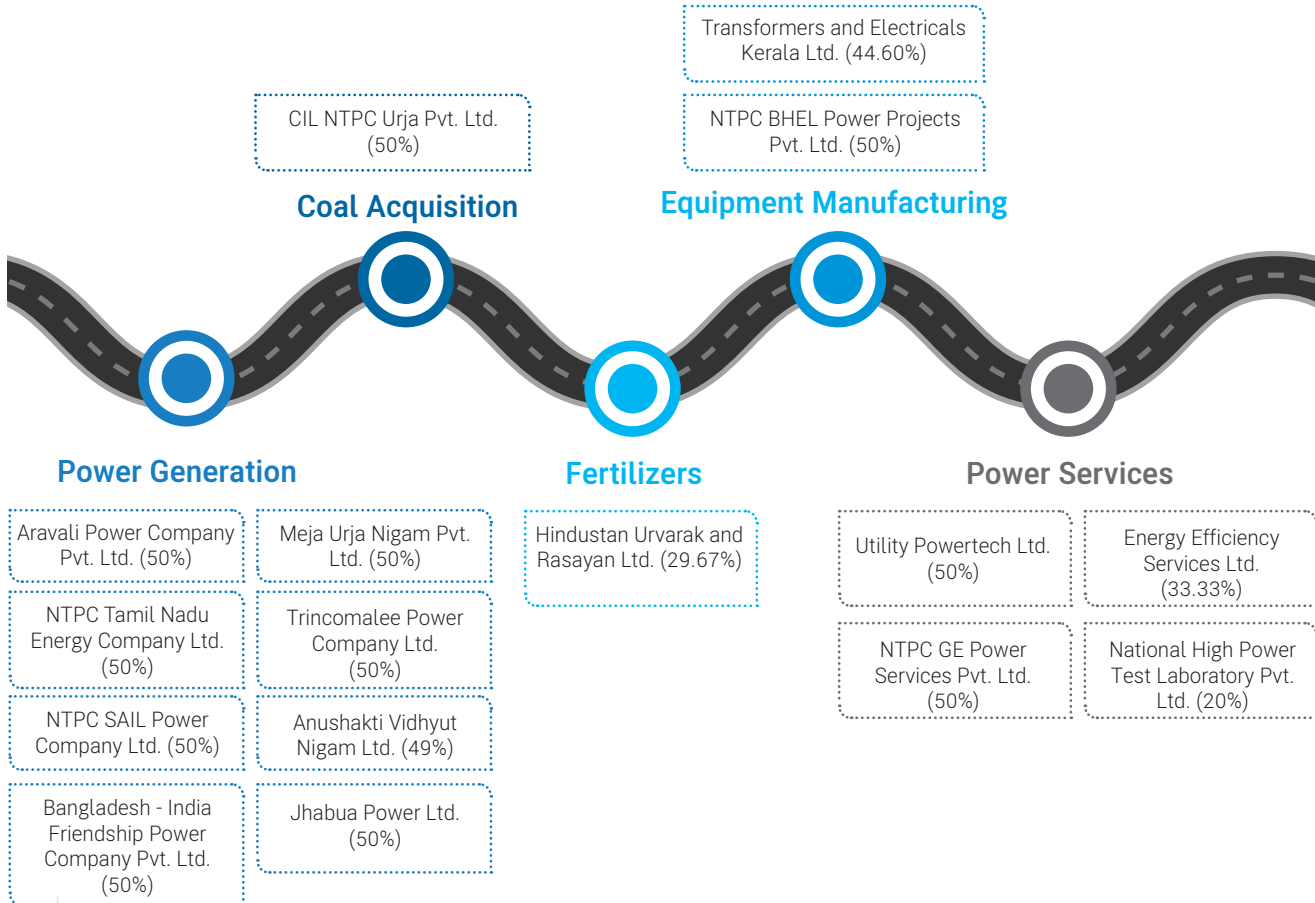 Transformers and Electricals
Kerala Ltd. (44.60%)
CIL NTPC Urja Pvt. Ltd.
(50%)
NTPC BHEL Power Projects
Pvt. Ltd. (50%)
Coal Acquisition
Equipment Manufacturing
Power Generation
Fertilizers
Power Services
Aravali Power Company
Pvt. Ltd. (50%)
Meja Urja Nigam Pvt.
Ltd. (50%)
NTPC Tamil Nadu
Energy Company Ltd.
(50%)
Trincomalee Power
Company Ltd.
(50%)
NTPC SAIL Power
Company Ltd. (50%)
Anushakti Vidhyut
Nigam Ltd. (49%)
Bangladesh - India
Friendship Power
Company Pvt. Ltd.
(50%)
Jhabua Power Ltd.
(50%)
Hindustan Urvarak and
Rasayan Ltd. (29.67%)
Utility Powertech Ltd.
(50%)
Energy Efficiency
Services Ltd.
(33.33%)
NTPC GE Power
Services Pvt. Ltd.
(50%)
National High Power
Test Laboratory Pvt.
Ltd. (20%)